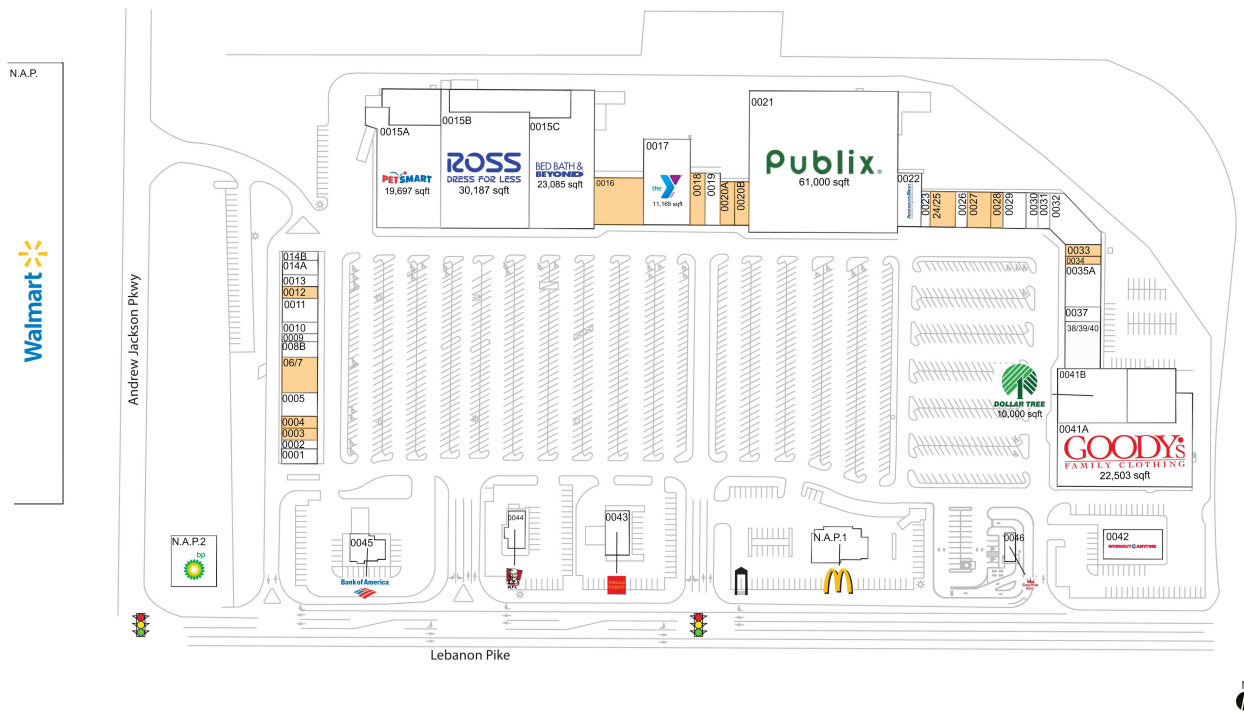 N.A.P.
Walmart
Andrew Jackson Pkwy
0015A
PETSMART
19,697 sqft
0015B
ROSS
DRESS FOR LESS
30,187 sqft
0015C
BED BATH &
BEYOND
23,085 sqft
0016
0017
the Y
11,165 sqft
0018
0019
0020A
0020B
0021
Publix
61,000 sqft
0022
0023
24/25
0026
0027
0028
0029
0030
0031
0032
0033
0034
0035A
0037
38/39/40
014B
014A
0013
0012
0011
0010
0009
008B
06/7
0005
0004
0003
0002
0001
DOLLAR TREE
10,000 sqft
0041B
0041A
GOODY's
FAMILY CLOTHING
22,503 sqft
N.A.P.2
bp
0045
Bank of America
0044
KFC
0043
WELLS
FARGO
N.A.P.1
0046
0042
WORKOUT ANYTIME
Lebanon Pike
N